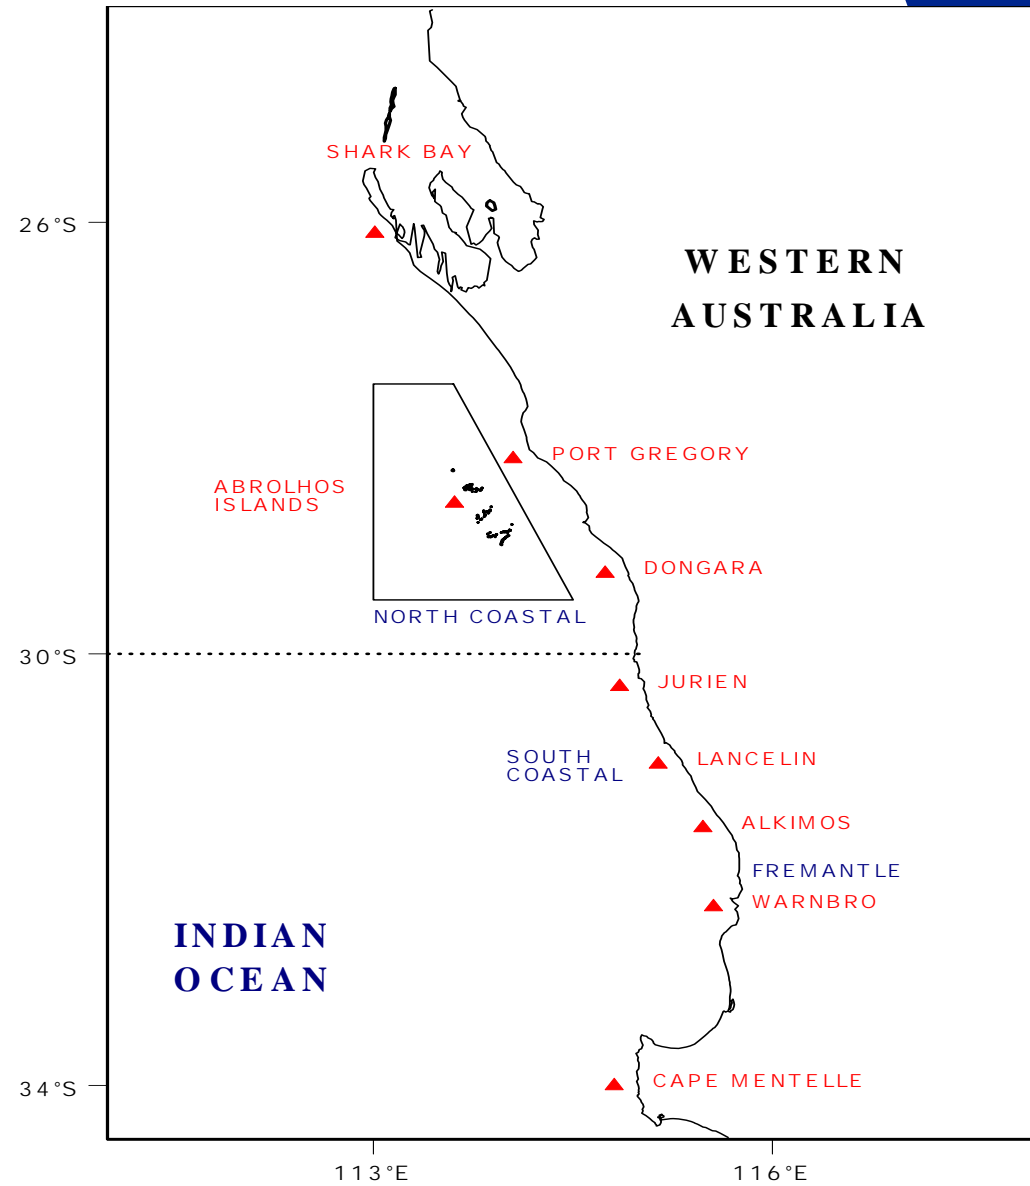 SHARK BAY
26°S
WESTERN
AUSTRALIA
PORT GREGORY
ABROLHOS
ISLANDS
DONGARA
NORTH COASTAL
30°S
JURIEN
SOUTH
COASTAL
LANCELIN
ALKIMOS
FREMANTLE
WARNBRO
INDIAN
OCEAN
34°S
CAPE MENTELLE
113°E
116°E